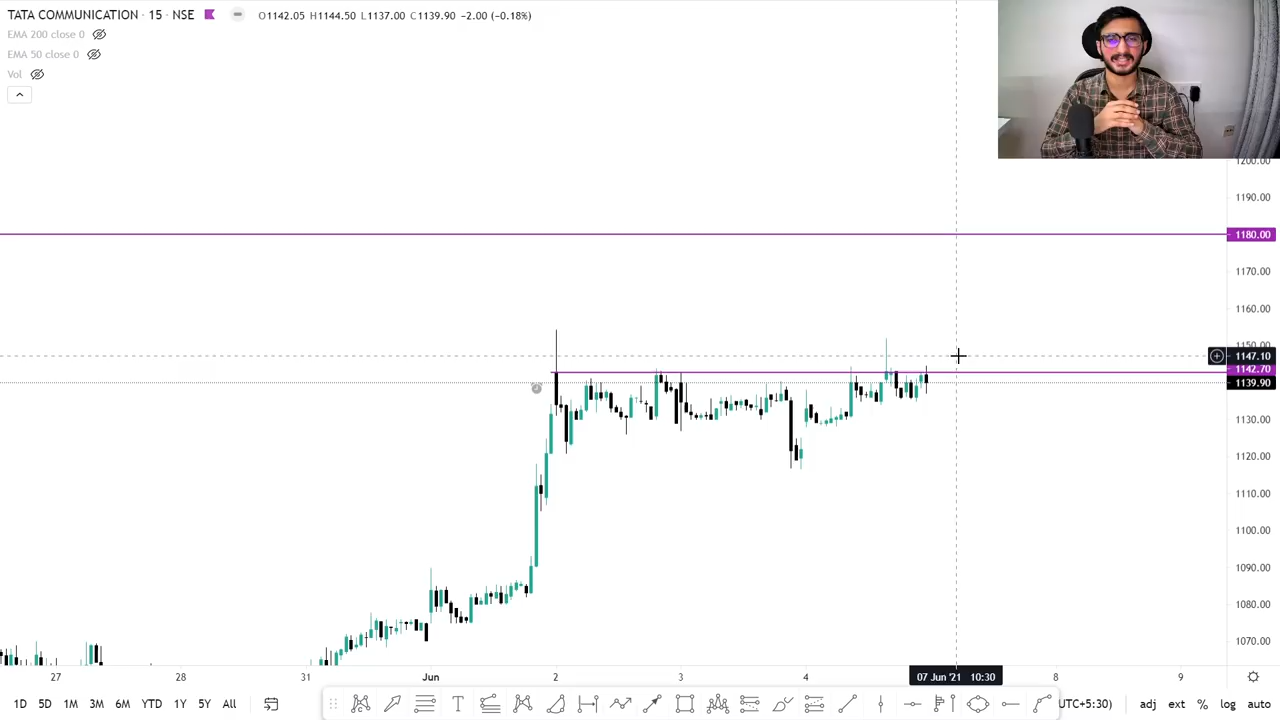 TATA COMMUNICATION · 15 · NSE O1142.05 H1144.50 L1137.00 C1139.90 −2.00 (−0.18%)
EMA 200 close 0
EMA 50 close 0
Vol
1200.00
1190.00
1180.00
1170.00
1160.00
1150.00
1147.10
1142.70
1139.90
1130.00
1120.00
1110.00
1100.00
1090.00
1080.00
1070.00
27 28 31 Jun 2 3 4 07 Jun '21 10:30 8 9
1D 5D 1M 3M 6M YTD 1Y 5Y All T UTC+5:30) adj ext % log auto